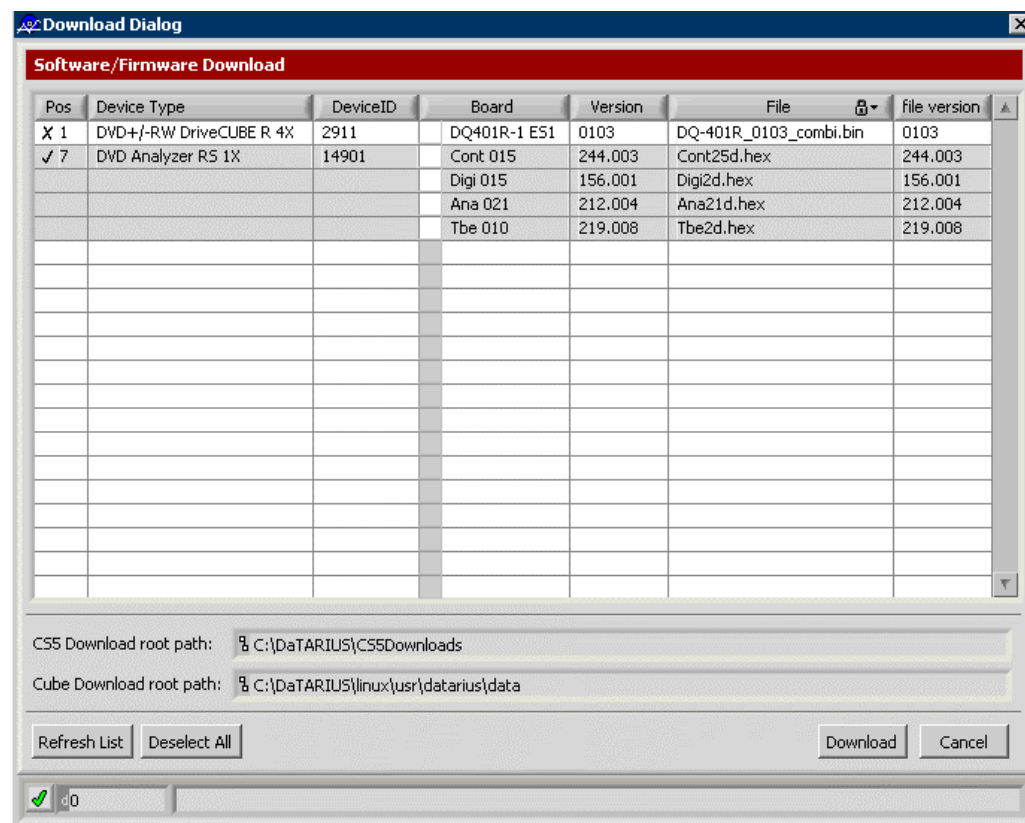 Download Dialog
Software/Firmware Download
Pos Device Type DeviceID Board Version File file version
X 1 DVD+/-RW DriveCUBE R 4X 2911 DQ401R-1 ES1 0103 DQ-401R_0103_combi.bin 0103
✓ 7 DVD Analyzer RS 1X 14901 Cont 015 244.003 Cont25d.hex 244.003
Digi 015 156.001 Digi2d.hex 156.001
Ana 021 212.004 Ana21d.hex 212.004
Tbe 010 219.008 Tbe2d.hex 219.008
CS5 Download root path: C:\DaTARIUS\CS5Downloads
Cube Download root path: C:\DaTARIUS\linux\usr\datarius\data
Refresh List Deselect All Download Cancel
d0